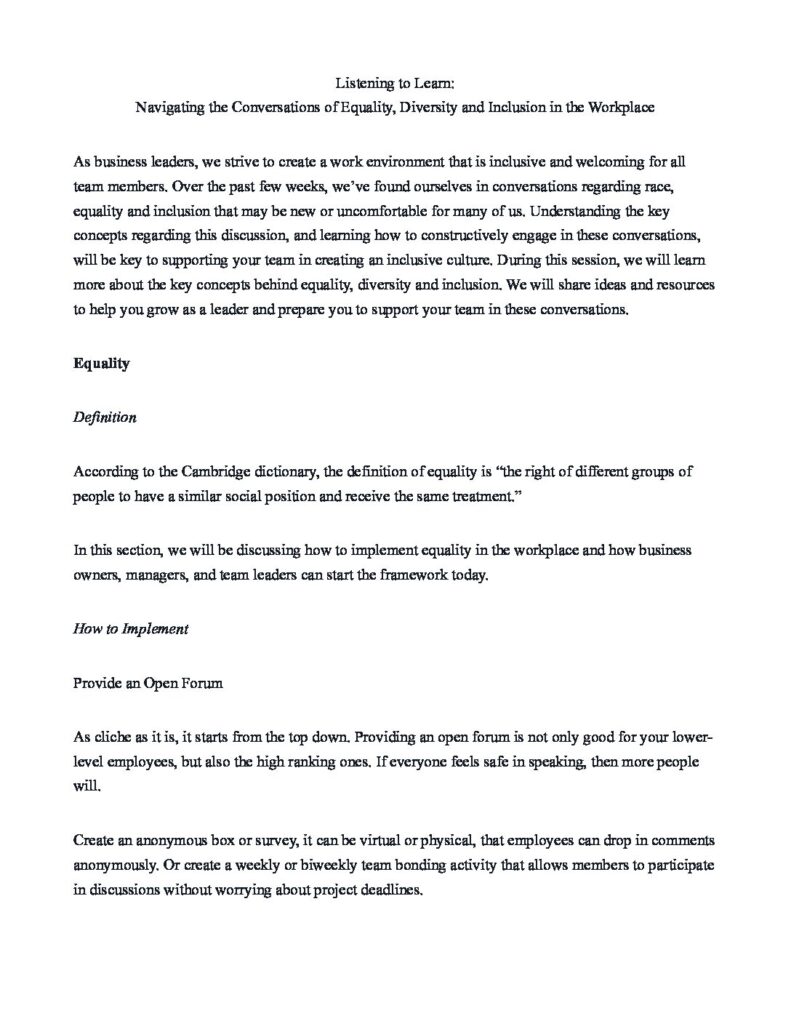 Listening to Learn:
Navigating the Conversations of Equality, Diversity and Inclusion in the Workplace
As business leaders, we strive to create a work environment that is inclusive and welcoming for all
team members. Over the past few weeks, we’ve found ourselves in conversations regarding race,
equality and inclusion that may be new or uncomfortable for many of us. Understanding the key
concepts regarding this discussion, and learning how to constructively engage in these conversations,
will be key to supporting your team in creating an inclusive culture. During this session, we will learn
more about the key concepts behind equality, diversity and inclusion. We will share ideas and resources
to help you grow as a leader and prepare you to support your team in these conversations.
Equality
Definition
According to the Cambridge dictionary, the definition of equality is “the right of different groups of
people to have a similar social position and receive the same treatment.”
In this section, we will be discussing how to implement equality in the workplace and how business
owners, managers, and team leaders can start the framework today.
How to Implement
Provide an Open Forum
As cliche as it is, it starts from the top down. Providing an open forum is not only good for your lower-
level employees, but also the high ranking ones. If everyone feels safe in speaking, then more people
will.
Create an anonymous box or survey, it can be virtual or physical, that employees can drop in comments
anonymously. Or create a weekly or biweekly team bonding activity that allows members to participate
in discussions without worrying about project deadlines.